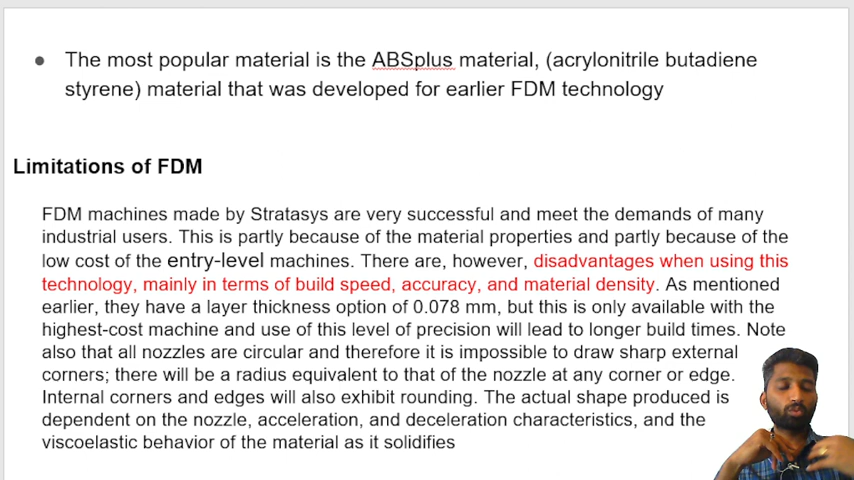 ● The most popular material is the ABSplus material, (acrylonitrile butadiene
styrene) material that was developed for earlier FDM technology
Limitations of FDM
FDM machines made by Stratasys are very successful and meet the demands of many
industrial users. This is partly because of the material properties and partly because of the
low cost of the entry-level machines. There are, however, disadvantages when using this
technology, mainly in terms of build speed, accuracy, and material density. As mentioned
earlier, they have a layer thickness option of 0.078 mm, but this is only available with the
highest-cost machine and use of this level of precision will lead to longer build times. Note
also that all nozzles are circular and therefore it is impossible to draw sharp external
corners; there will be a radius equivalent to that of the nozzle at any corner or edge.
Internal corners and edges will also exhibit rounding. The actual shape produced is
dependent on the nozzle, acceleration, and deceleration characteristics, and the
viscoelastic behavior of the material as it solidifies